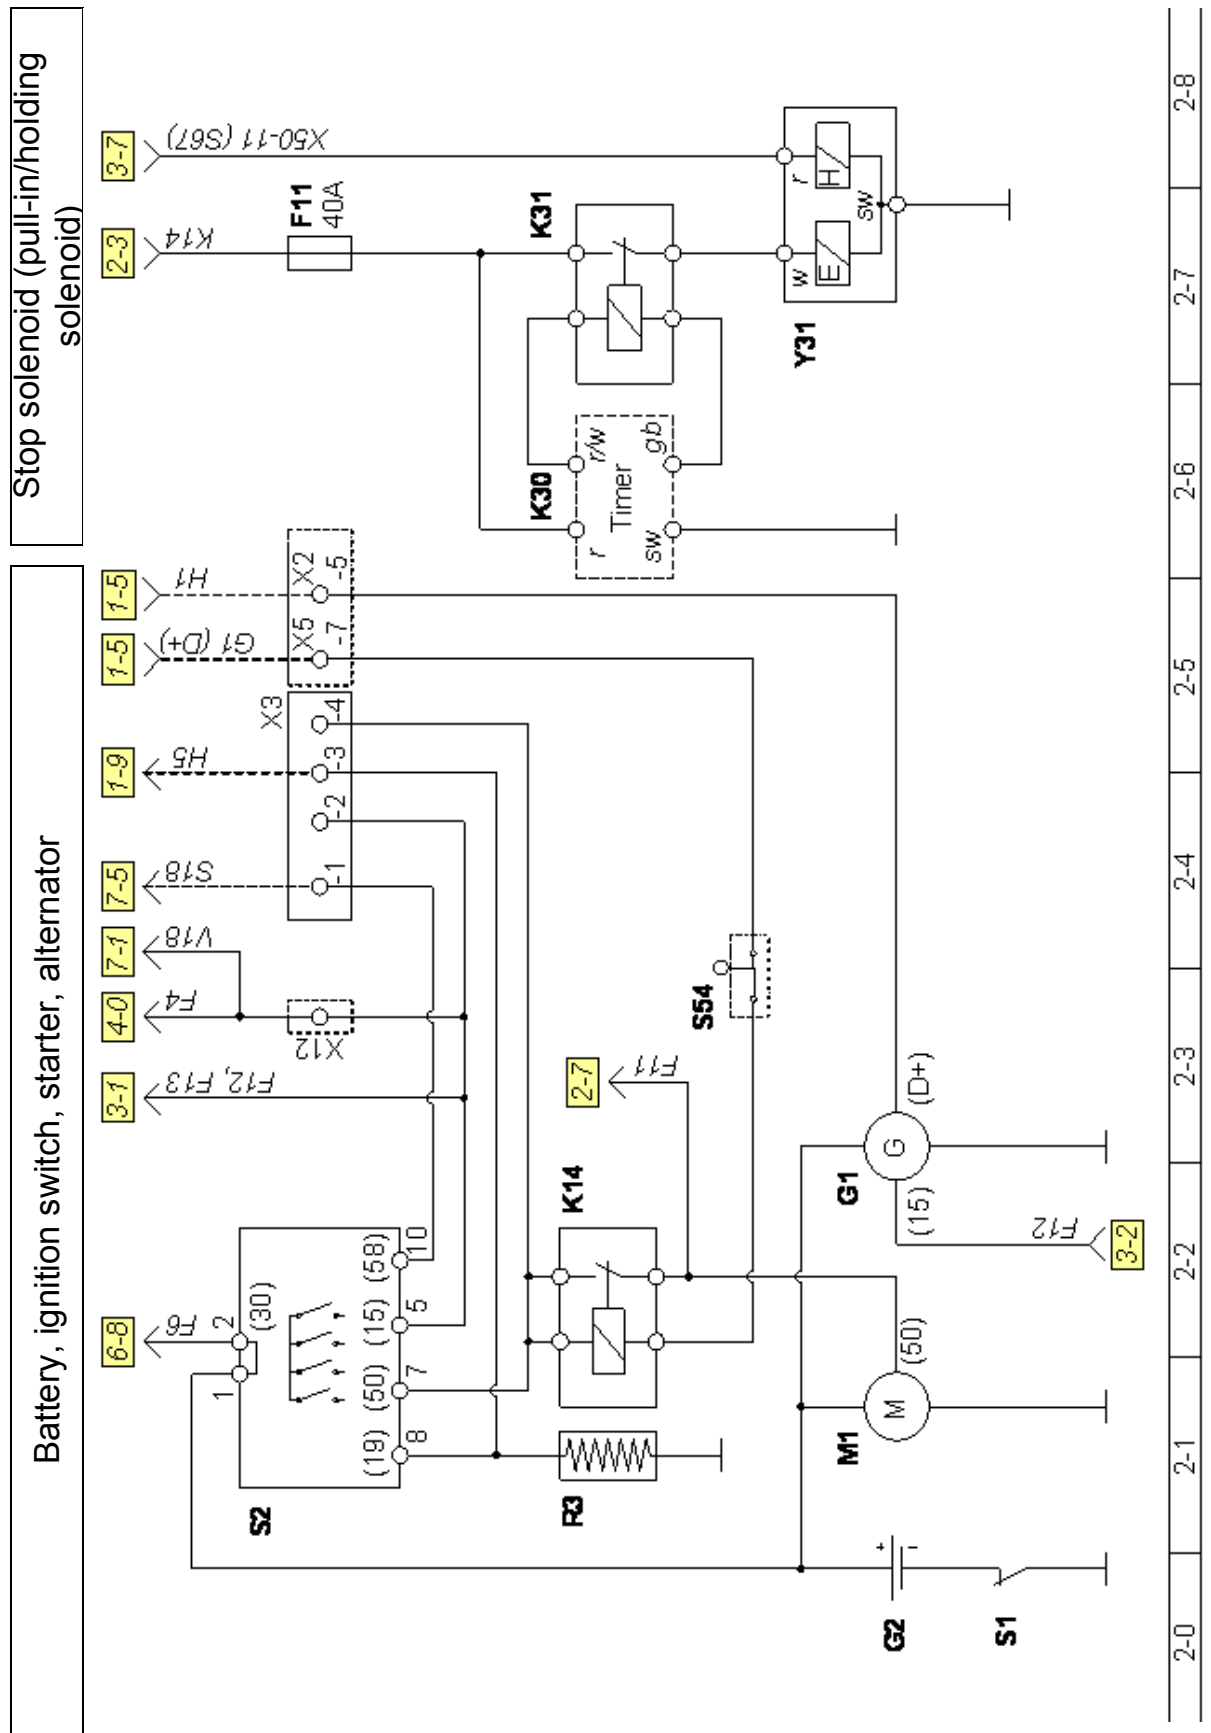 Battery, ignition switch, starter, alternator
Stop solenoid (pull-in/holding
solenoid)
6-8
3-1
4-0
7-1
7-5
1-9
1-5
1-5
2-3
3-7
F6
F12, F13
F4
V18
S18
H5
G1 (D+)
H1
K14
X50-11 (S67)
X12
X3
-1
-2
-3
-4
X5
-7
X2
-5
F11
40A
S2
1
2
(30)
(19)
(50)
(15)
(58)
8
7
5
10
R3
K14
2-7
F11
S54
K30
r
r/w
Timer
sw
gb
K31
Y31
w
r
E
H
sw
G2
+
-
S1
M1
M
(50)
G1
G
(15)
(D+)
F12
3-2
2-0
2-1
2-2
2-3
2-4
2-5
2-6
2-7
2-8